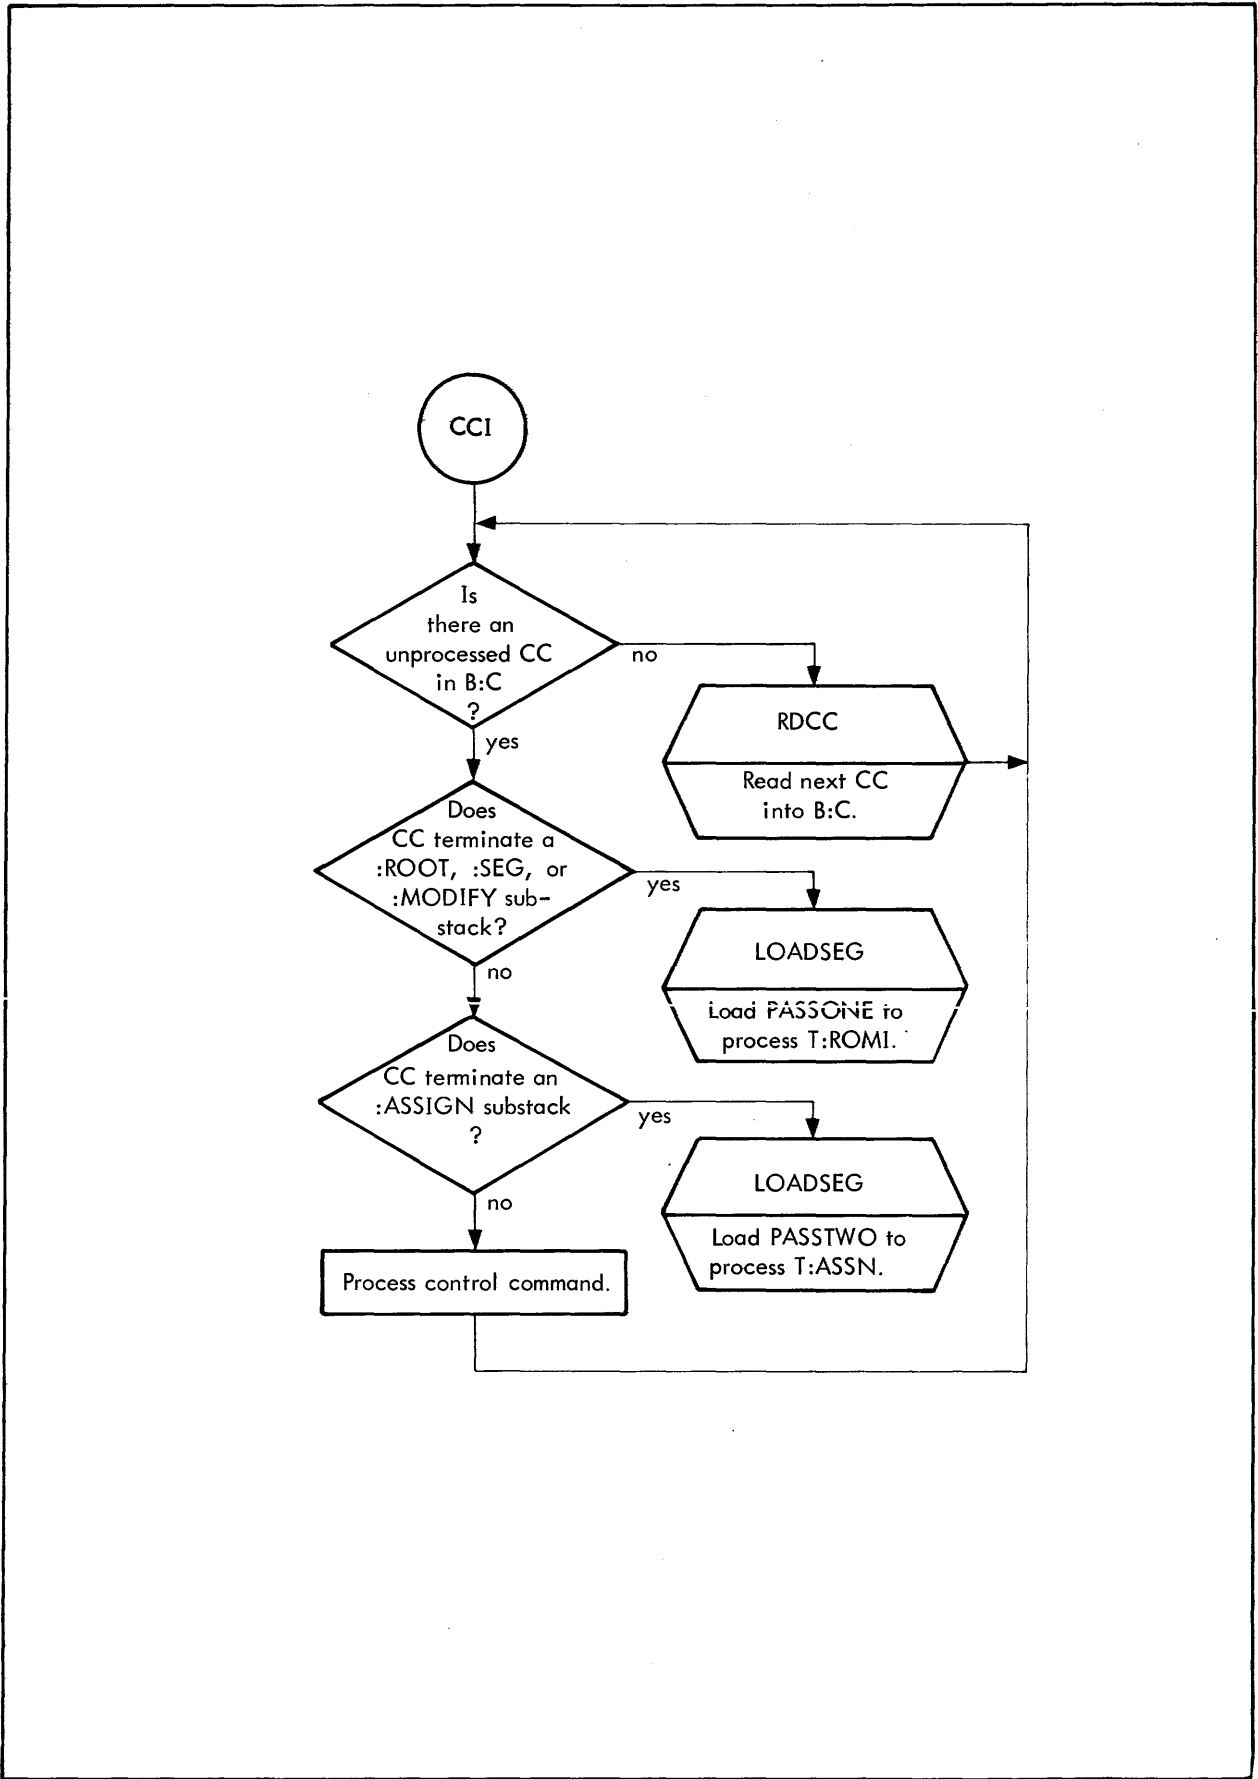 CCI
Is
there an
unprocessed CC
in B:C
?
no
yes
RDCC
Read next CC
into B:C.
Does
CC terminate a
:ROOT, :SEG, or
:MODIFY sub-
stack?
yes
no
LOADSEG
Load PASSONE to
process T:ROMI.
Does
CC terminate an
:ASSIGN substack
?
yes
no
LOADSEG
Load PASSTWO to
process T:ASSN.
Process control command.